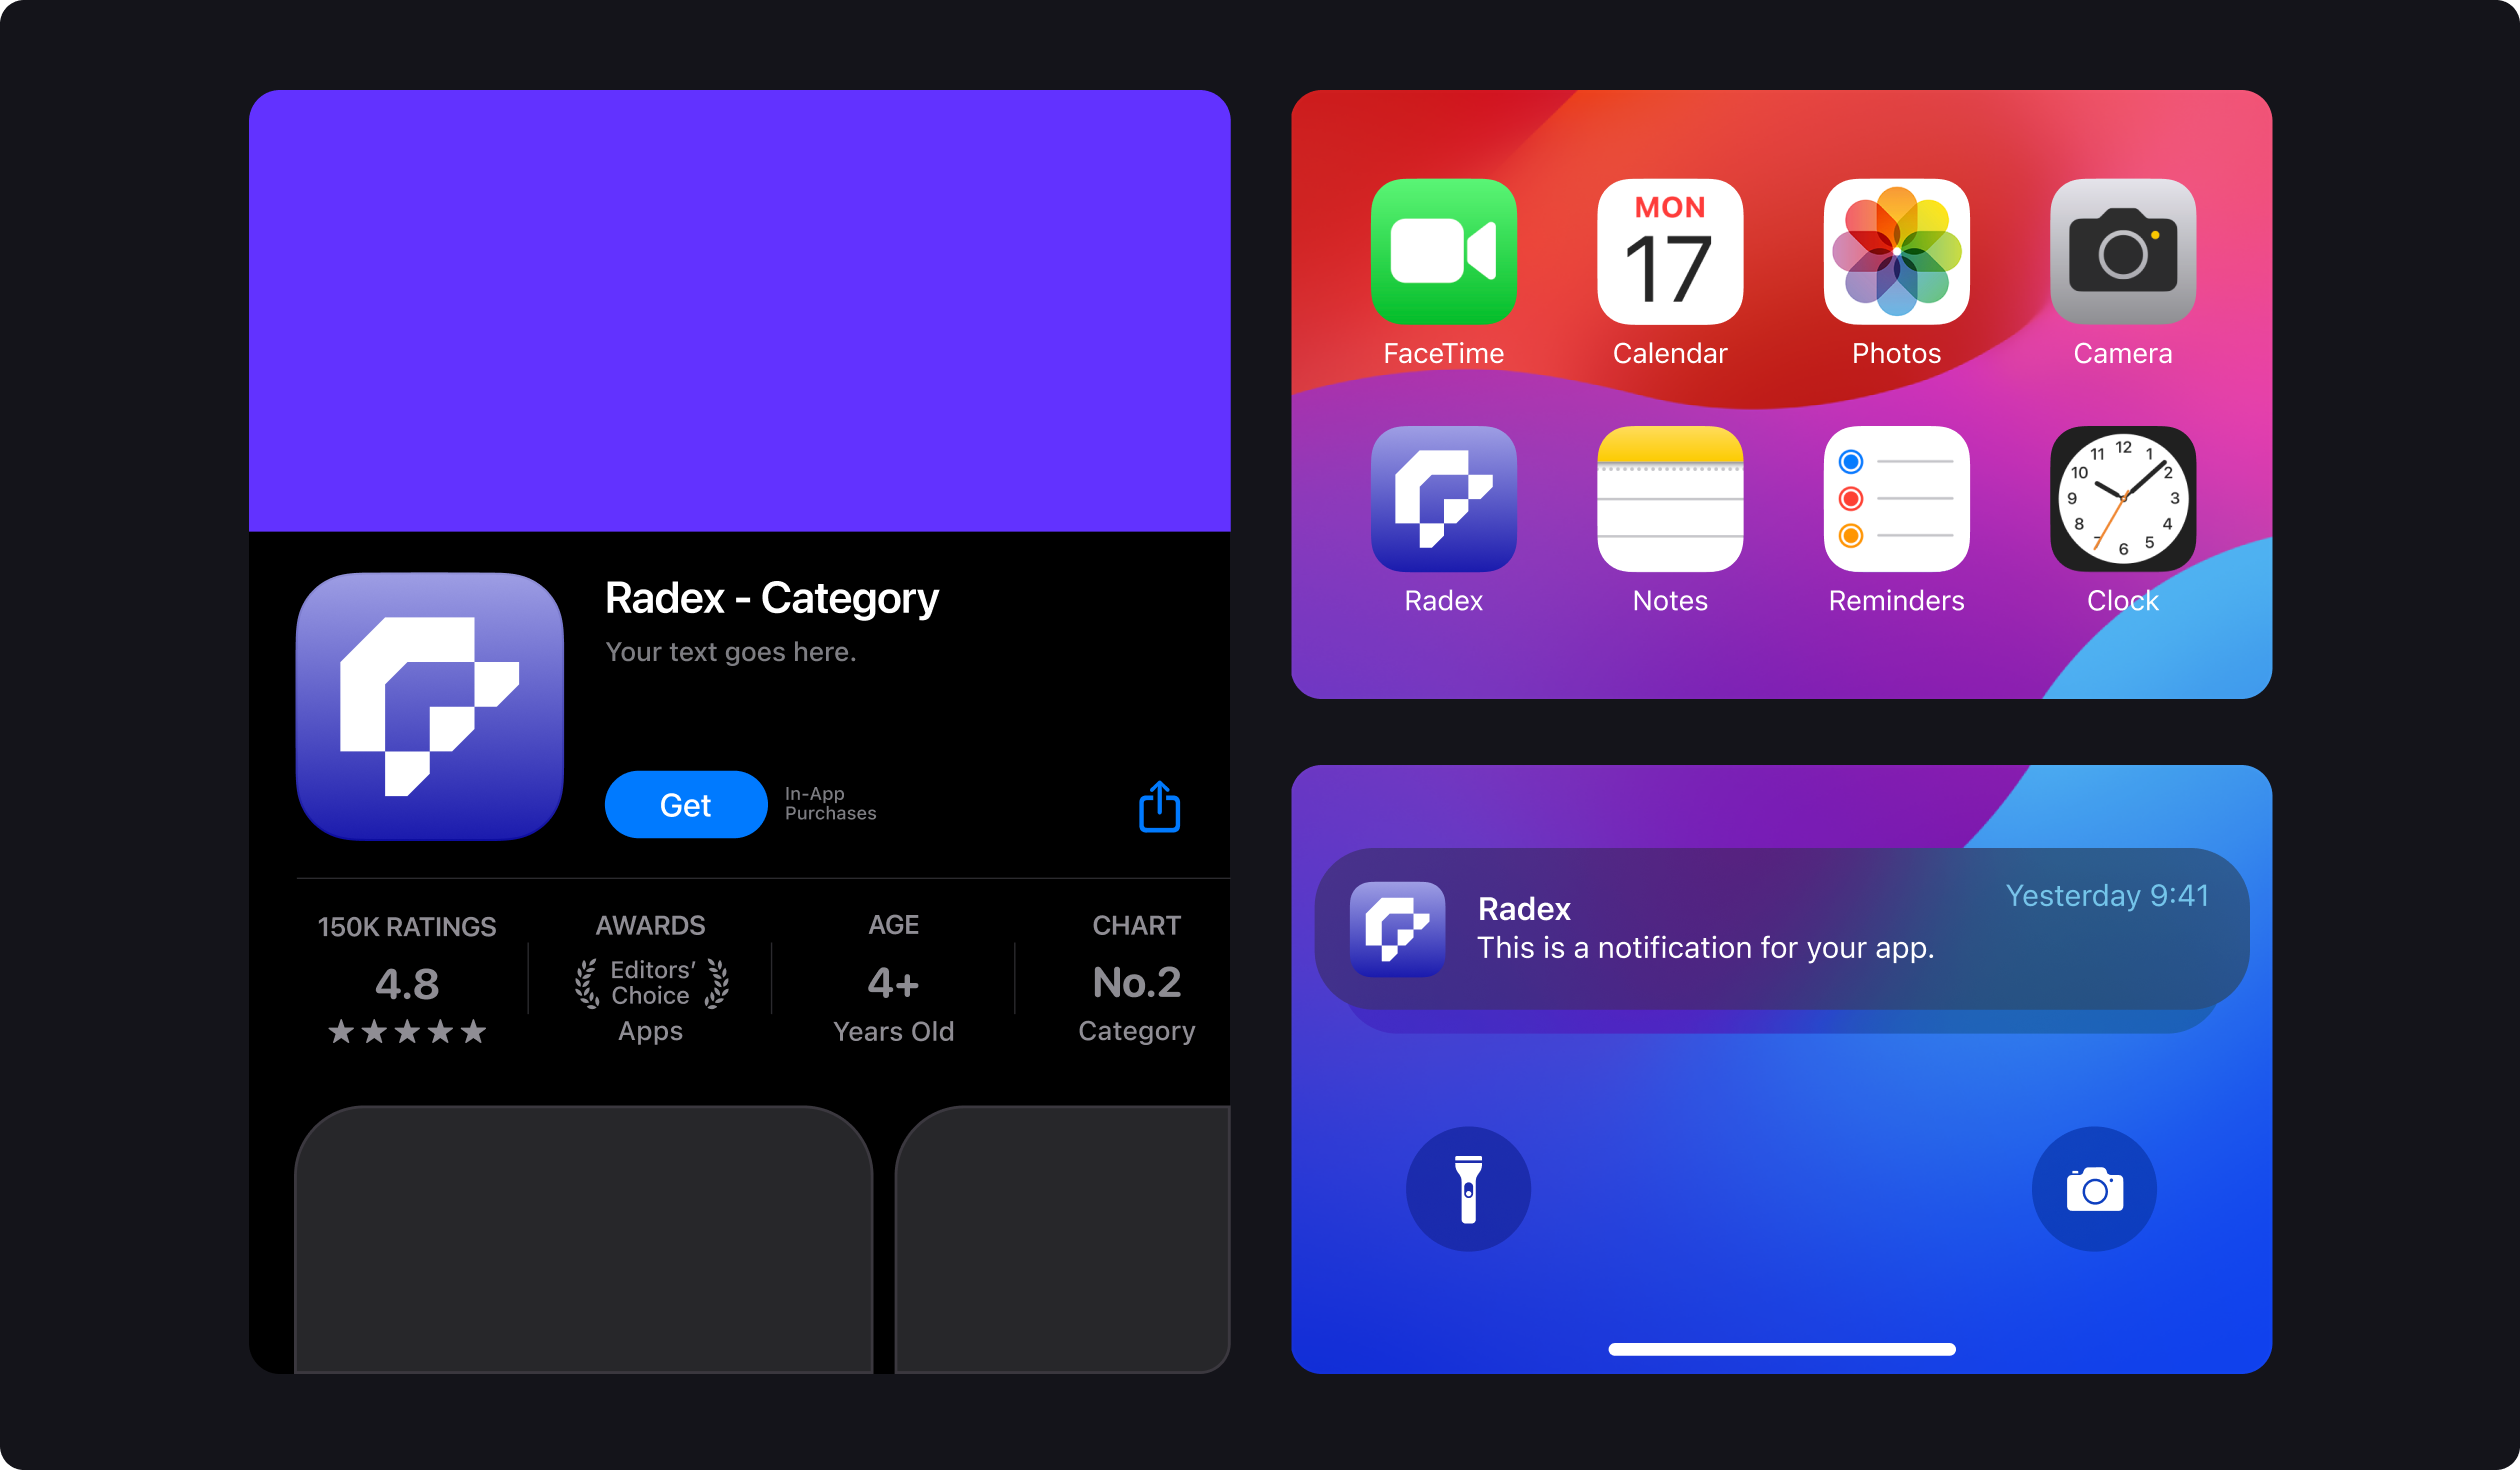 Radex - Category
Your text goes here.
Get
In-App
Purchases
150K RATINGS
4.8
AWARDS
Editors’
Choice
Apps
AGE
4+
Years Old
CHART
No.2
Category
MON
17
FaceTime
Calendar
Photos
Camera
12
1
2
3
4
5
6
7
8
9
10
11
Radex
Notes
Reminders
Clock
Radex
Yesterday 9:41
This is a notification for your app.